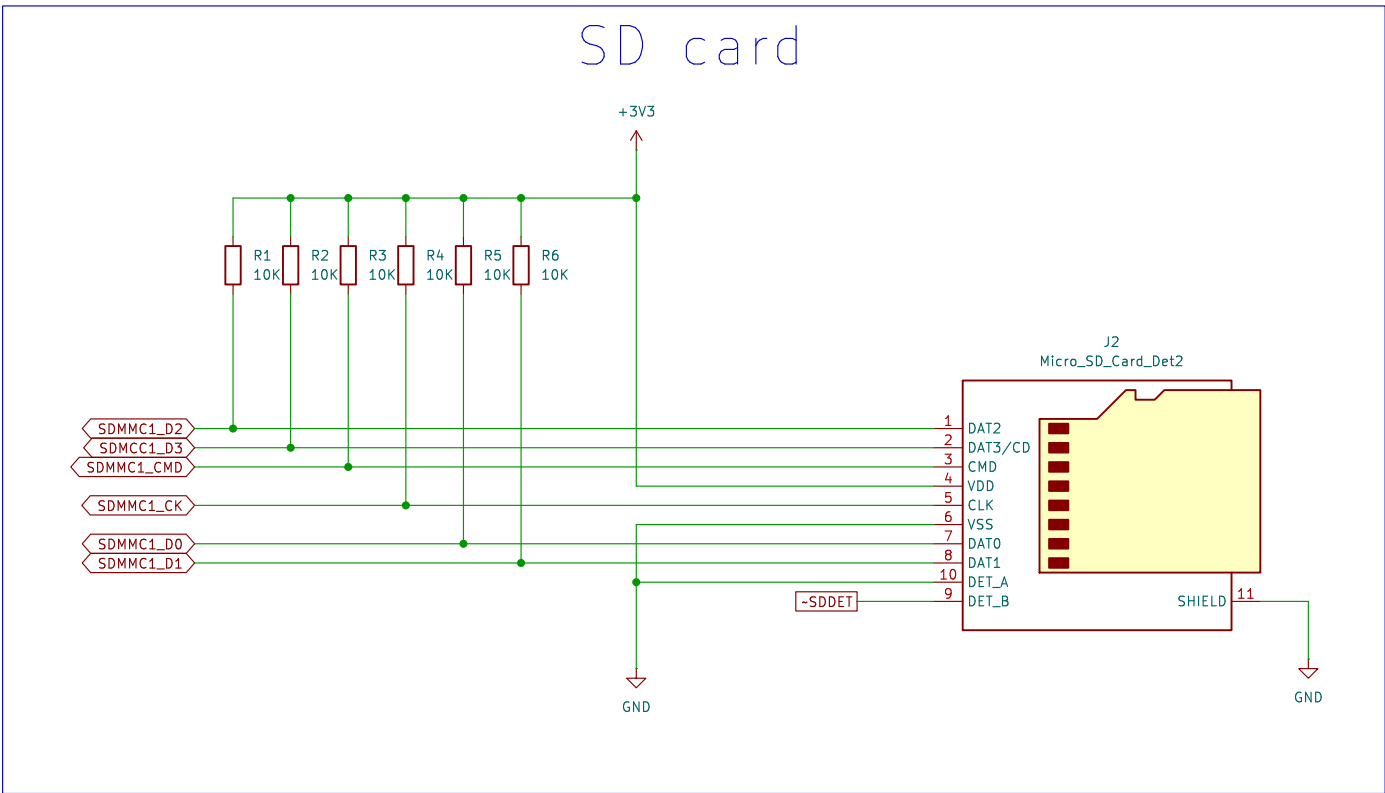 SD card
+3V3
R1 R2 R3 R4 R5 R6
10K 10K 10K 10K 10K 10K
J2
Micro_SD_Card_Det2
SDMMC1_D2 1 DAT2
SDMCC1_D3 2 DAT3/CD
SDMMC1_CMD 3 CMD
4 VDD
SDMMC1_CK 5 CLK
6 VSS
SDMMC1_D0 7 DAT0
SDMMC1_D1 8 DAT1
10 DET_A
~SDDET 9 DET_B SHIELD 11
GND
GND